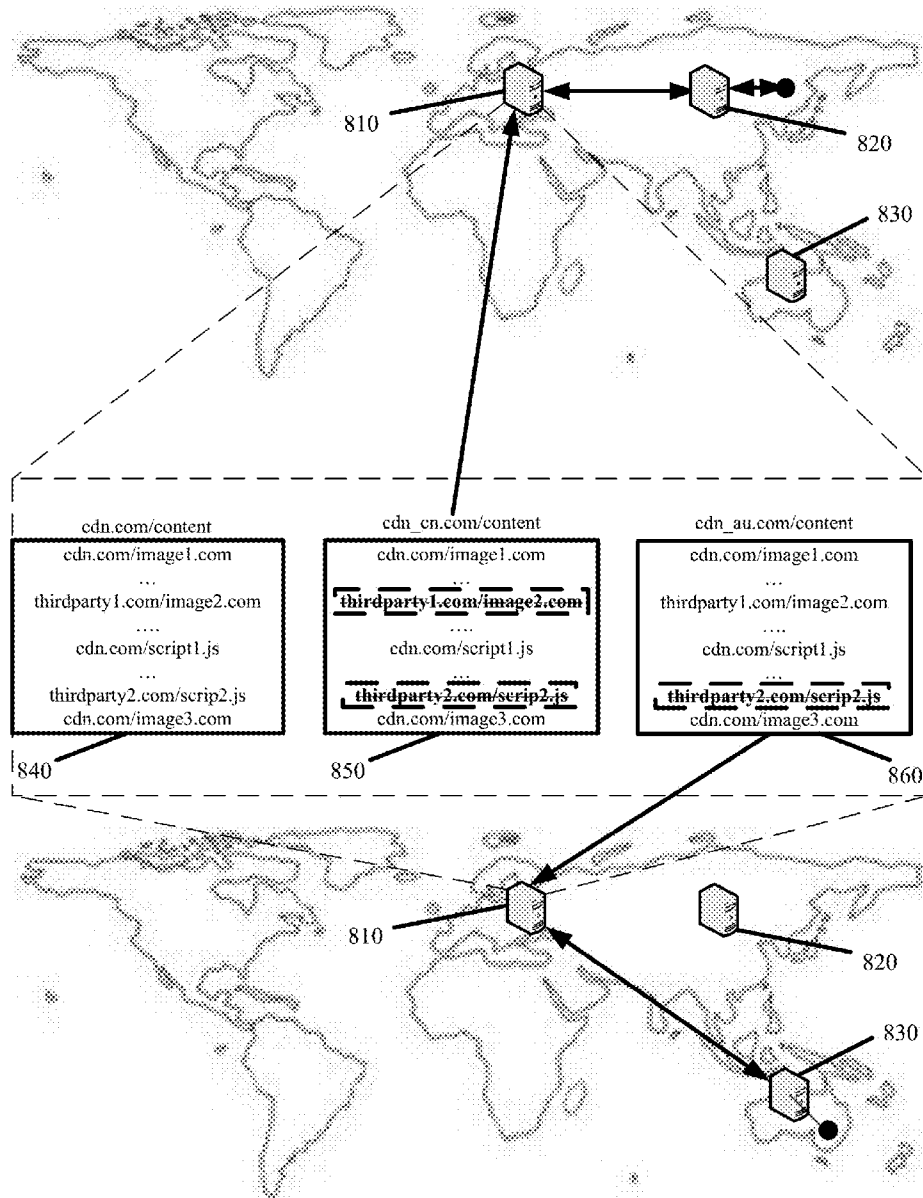 810
820
830
cdn.com/content
cdn.com/image1.com
...
thirdparty1.com/image2.com
....
cdn.com/script1.js
...
thirdparty2.com/scrip2.js
cdn.com/image3.com
840
cdn_cn.com/content
cdn.com/image1.com
...
thirdparty1.com/image2.com
....
cdn.com/script1.js
...
thirdparty2.com/scrip2.js
cdn.com/image3.com
850
cdn_au.com/content
cdn.com/image1.com
...
thirdparty1.com/image2.com
....
cdn.com/script1.js
...
thirdparty2.com/scrip2.js
cdn.com/image3.com
860
810
820
830